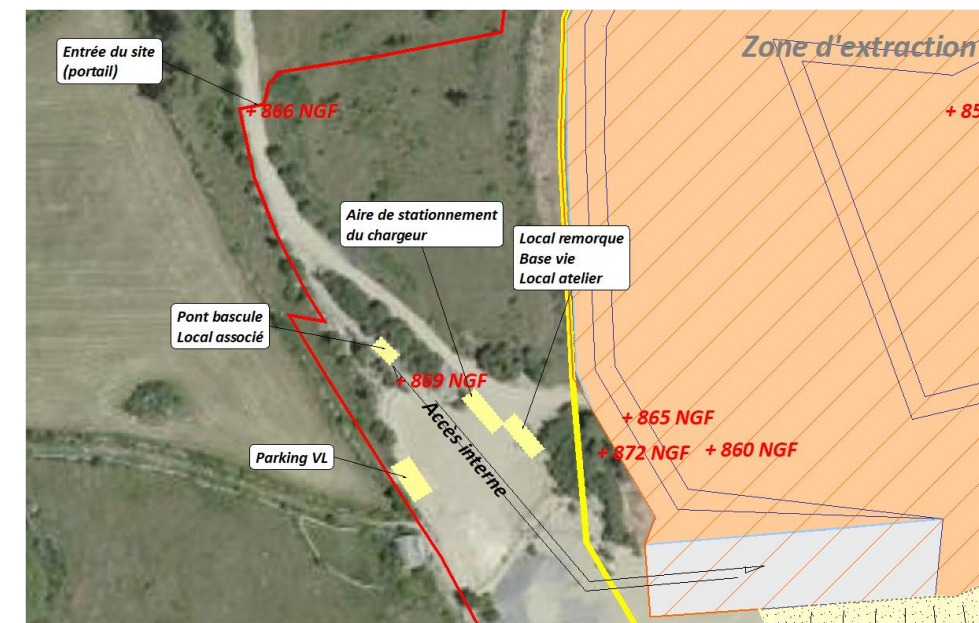 Zone d'extraction
Entrée du site
(portail)
+ 866 NGF
+ 85
Aire de stationnement
du chargeur
Local remorque
Base vie
Local atelier
Pont bascule
Local associé
+ 869 NGF
Accès interne
+ 865 NGF
+ 872 NGF
+ 860 NGF
Parking VL